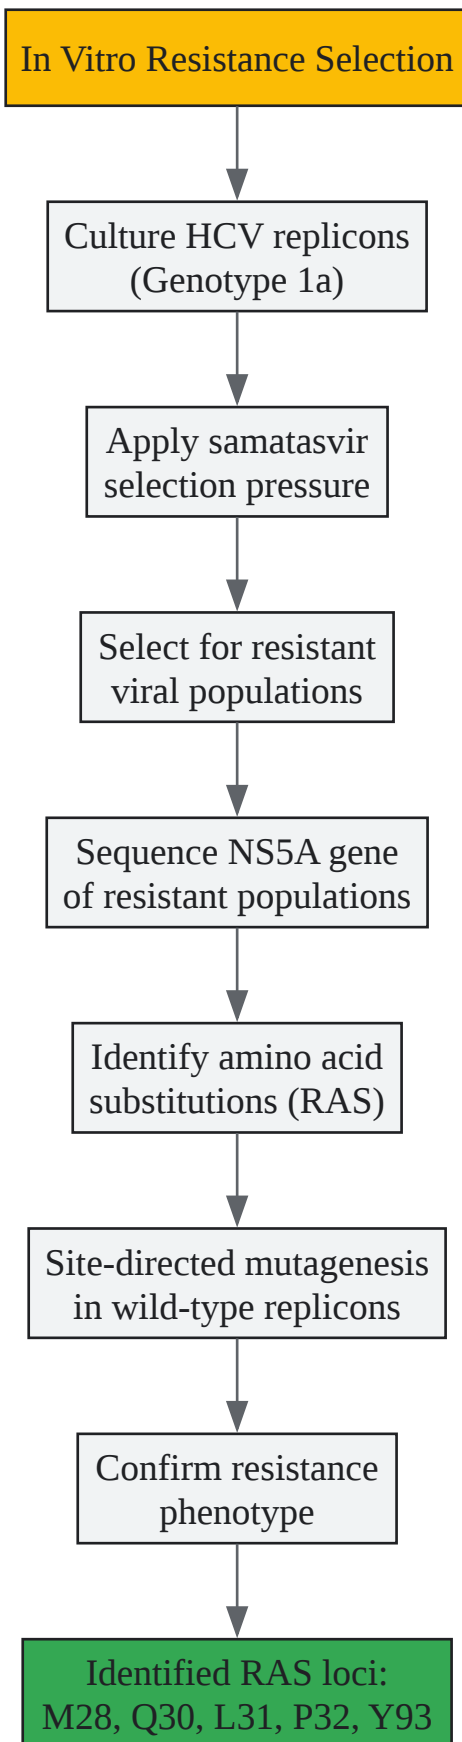 In Vitro Resistance Selection
Culture HCV replicons
(Genotype 1a)
Apply samatasvir
selection pressure
Select for resistant
viral populations
Sequence NS5A gene
of resistant populations
Identify amino acid
substitutions (RAS)
Site-directed mutagenesis
in wild-type replicons
Confirm resistance
phenotype
Identified RAS loci:
M28, Q30, L31, P32, Y93